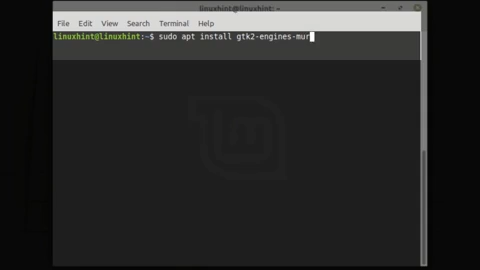 linuxhint@linuxhint: ~
File Edit View Search Terminal Help
linuxhint@linuxhint:~$ sudo apt install gtk2-engines-mur